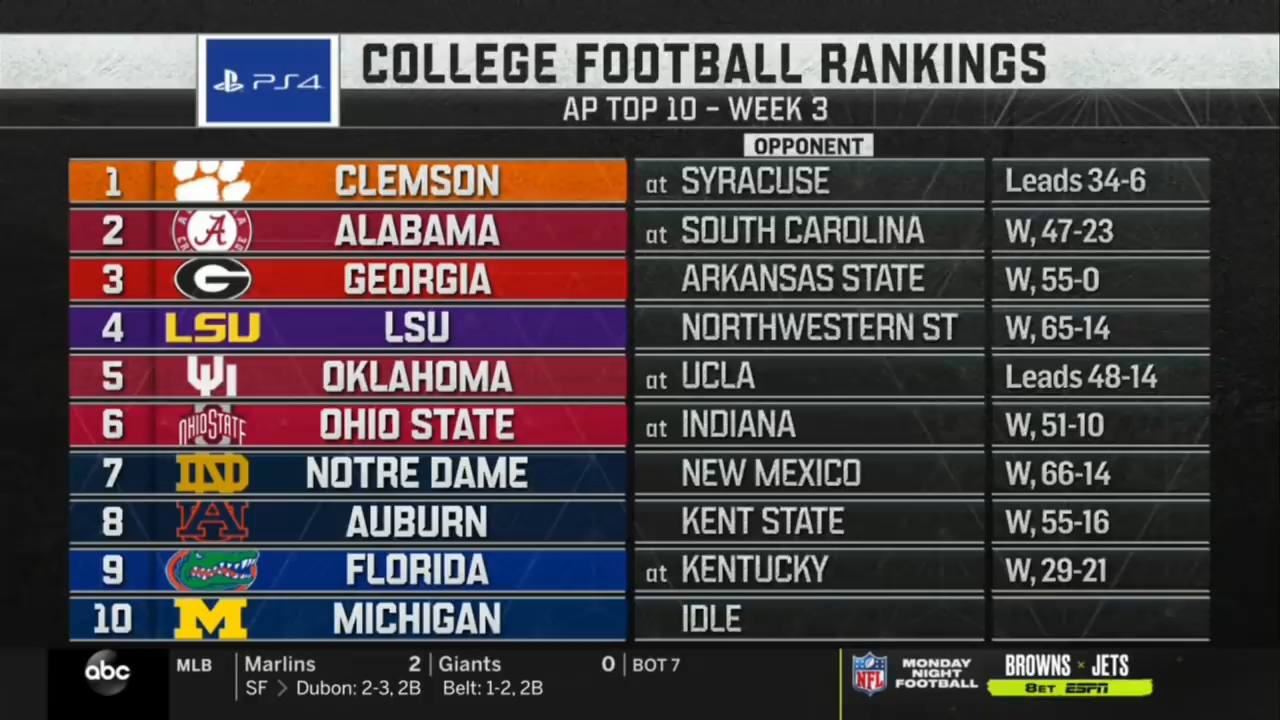 PS4 COLLEGE FOOTBALL RANKINGS
AP TOP 10 – WEEK 3
OPPONENT
1 CLEMSON at SYRACUSE Leads 34-6
2 A ALABAMA at SOUTH CAROLINA W, 47-23
3 G GEORGIA ARKANSAS STATE W, 55-0
4 LSU LSU NORTHWESTERN ST W, 65-14
5 OU OKLAHOMA at UCLA Leads 48-14
6 OHIO STATE OHIO STATE at INDIANA W, 51-10
7 ND NOTRE DAME NEW MEXICO W, 66-14
8 AU AUBURN KENT STATE W, 55-16
9 FLORIDA at KENTUCKY W, 29-21
10 M MICHIGAN IDLE
abc MLB Marlins 2 Giants 0 BOT 7
SF > Dubon: 2-3, 2B Belt: 1-2, 2B
NFL MONDAY NIGHT FOOTBALL BROWNS × JETS
8ET ESPN